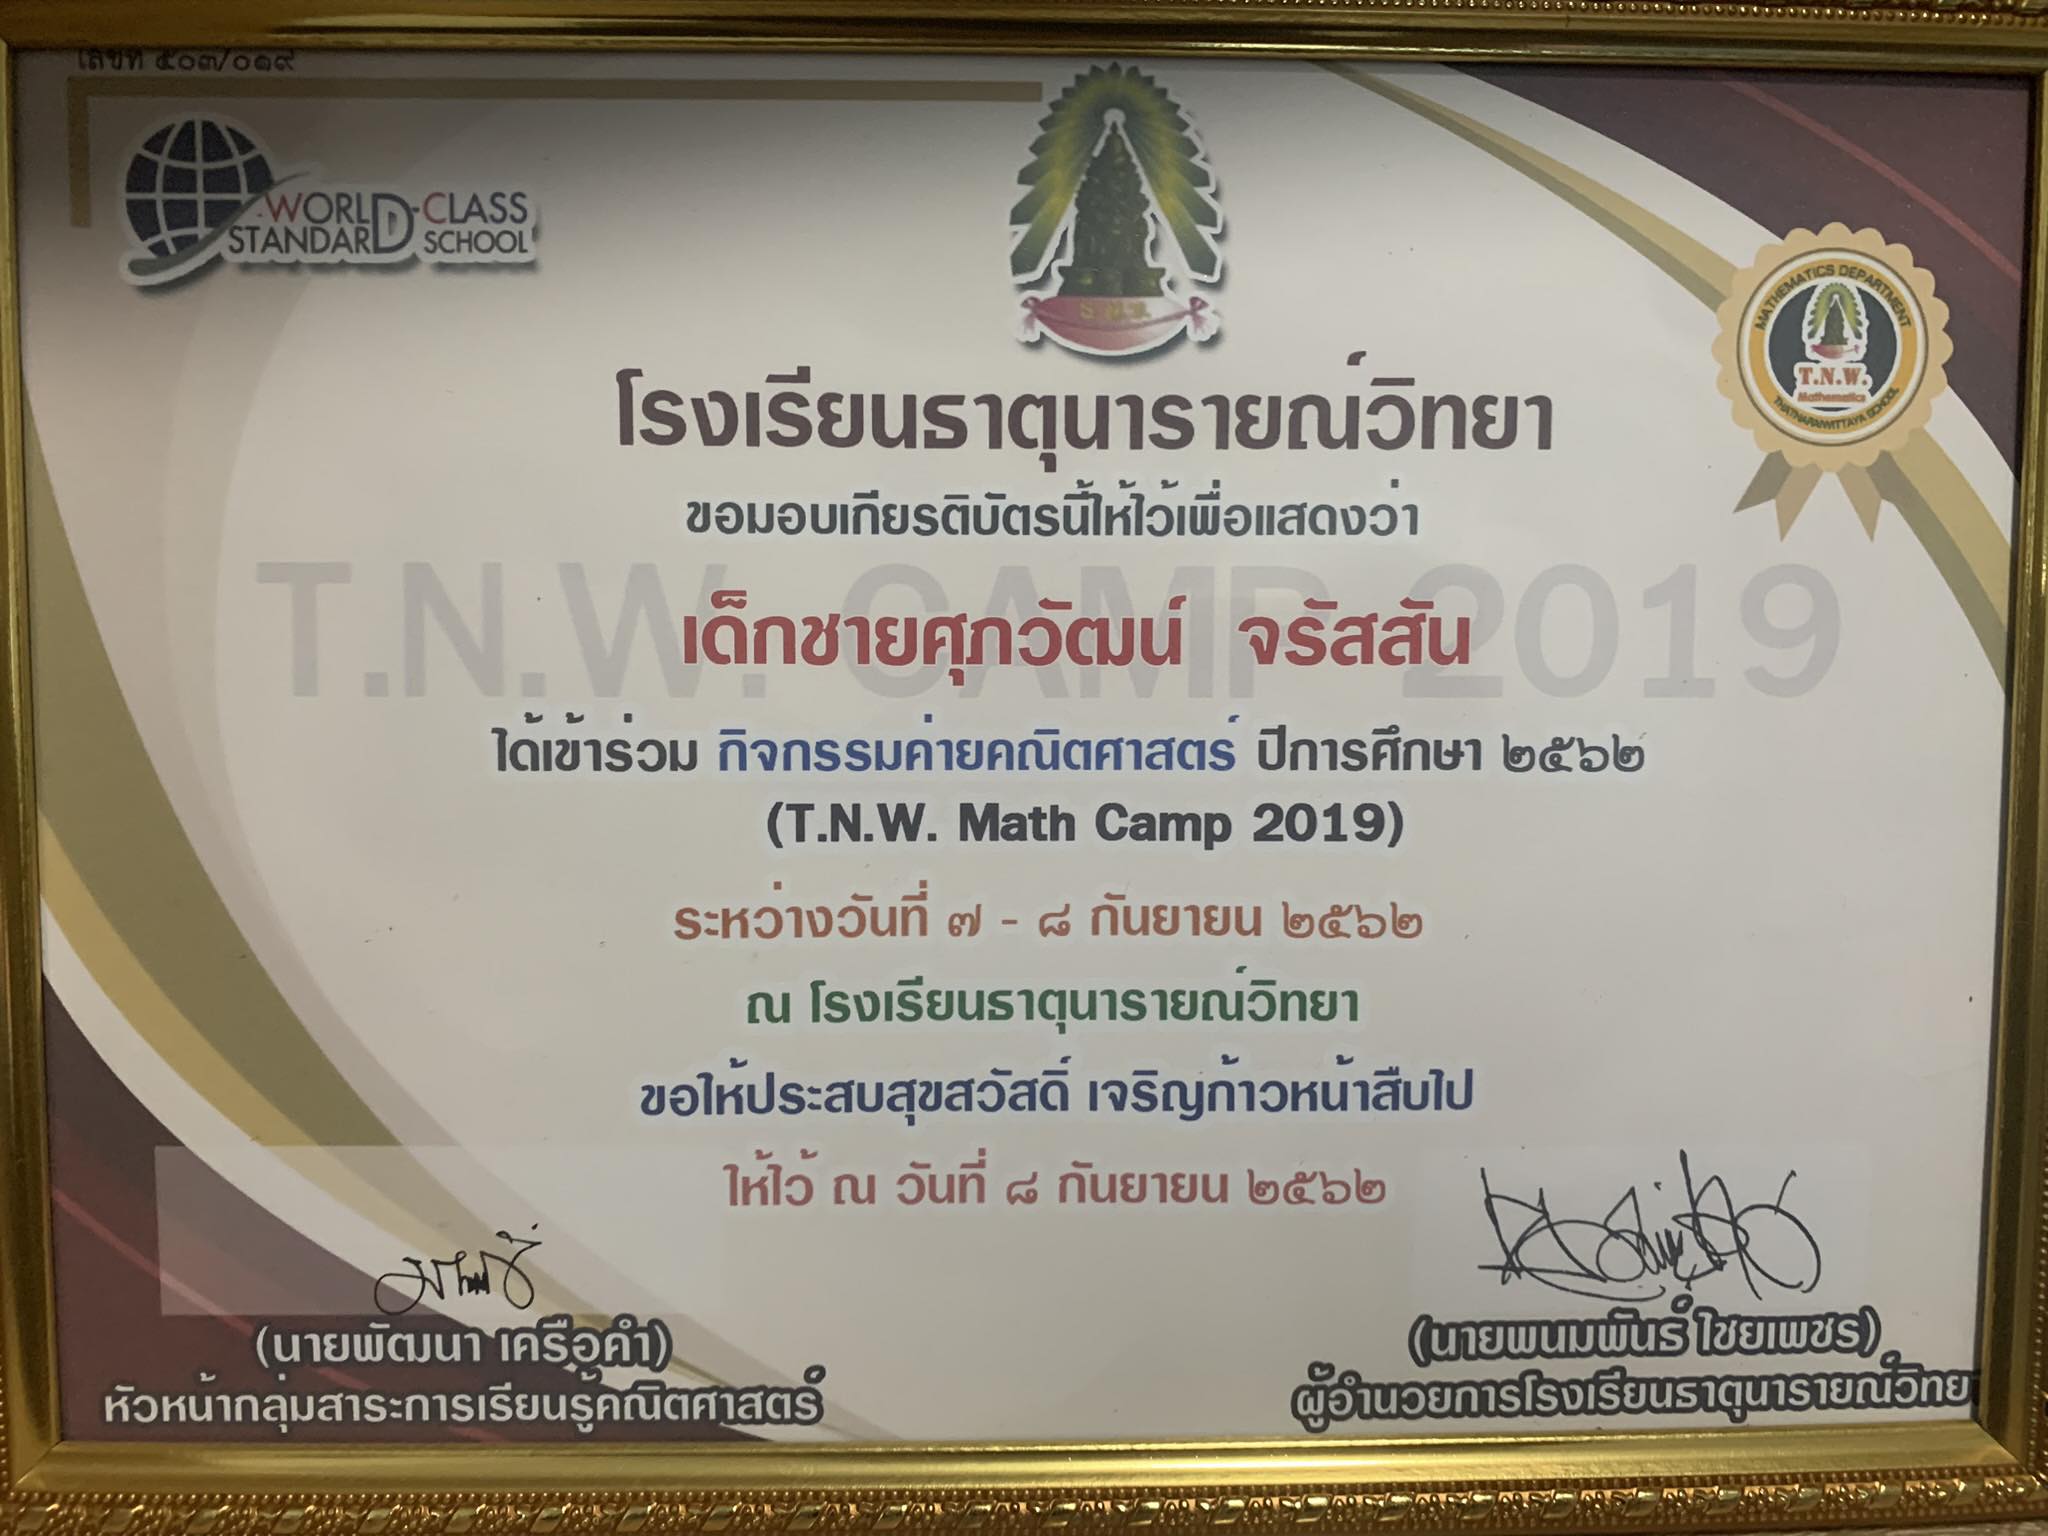 เลขที่ ๕๐๓/๐๑๙
WORLD-CLASS
STANDARD SCHOOL
ธ.น.ว.
MATHEMATICS DEPARTMENT
T.N.W.
Mathematics
THATNARAIWITTAYA SCHOOL
โรงเรียนธาตุนารายณ์วิทยา
ขอมอบเกียรติบัตรนี้ให้ไว้เพื่อแสดงว่า
T.N.W. CAMP 2019
เด็กชายศุภวัฒน์ จรัสสัน
ได้เข้าร่วม กิจกรรมค่ายคณิตศาสตร์ ปีการศึกษา ๒๕๖๒
(T.N.W. Math Camp 2019)
ระหว่างวันที่ ๗ - ๘ กันยายน ๒๕๖๒
ณ โรงเรียนธาตุนารายณ์วิทยา
ขอให้ประสบสุขสวัสดิ์ เจริญก้าวหน้าสืบไป
ให้ไว้ ณ วันที่ ๘ กันยายน ๒๕๖๒
(นายพัฒนา เครือคำ)
หัวหน้ากลุ่มสาระการเรียนรู้คณิตศาสตร์
(นายพนมพันธ์ ไชยเพชร)
ผู้อำนวยการโรงเรียนธาตุนารายณ์วิทย